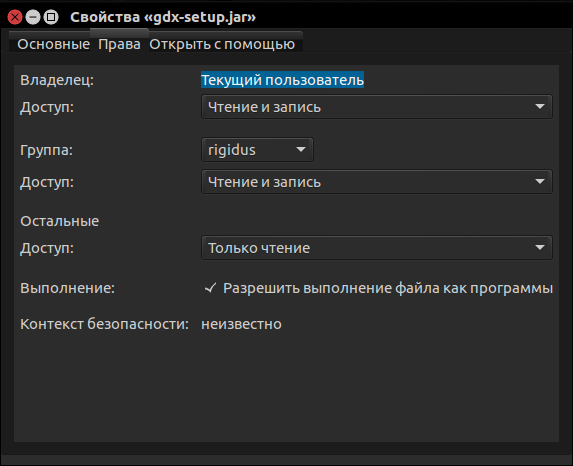 Свойства «gdx-setup.jar»
Основные Права Открыть с помощью
Владелец: Текущий пользователь
Доступ: Чтение и запись
Группа: rigidus
Доступ: Чтение и запись
Остальные
Доступ: Только чтение
Выполнение: Разрешить выполнение файла как программы
Контекст безопасности: неизвестно